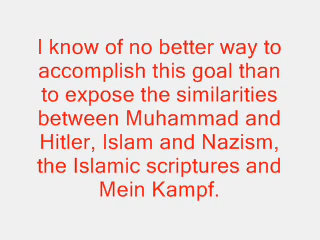 I know of no better way to
accomplish this goal than
to expose the similarities
between Muhammad and
Hitler, Islam and Nazism,
the Islamic scriptures and
Mein Kampf.